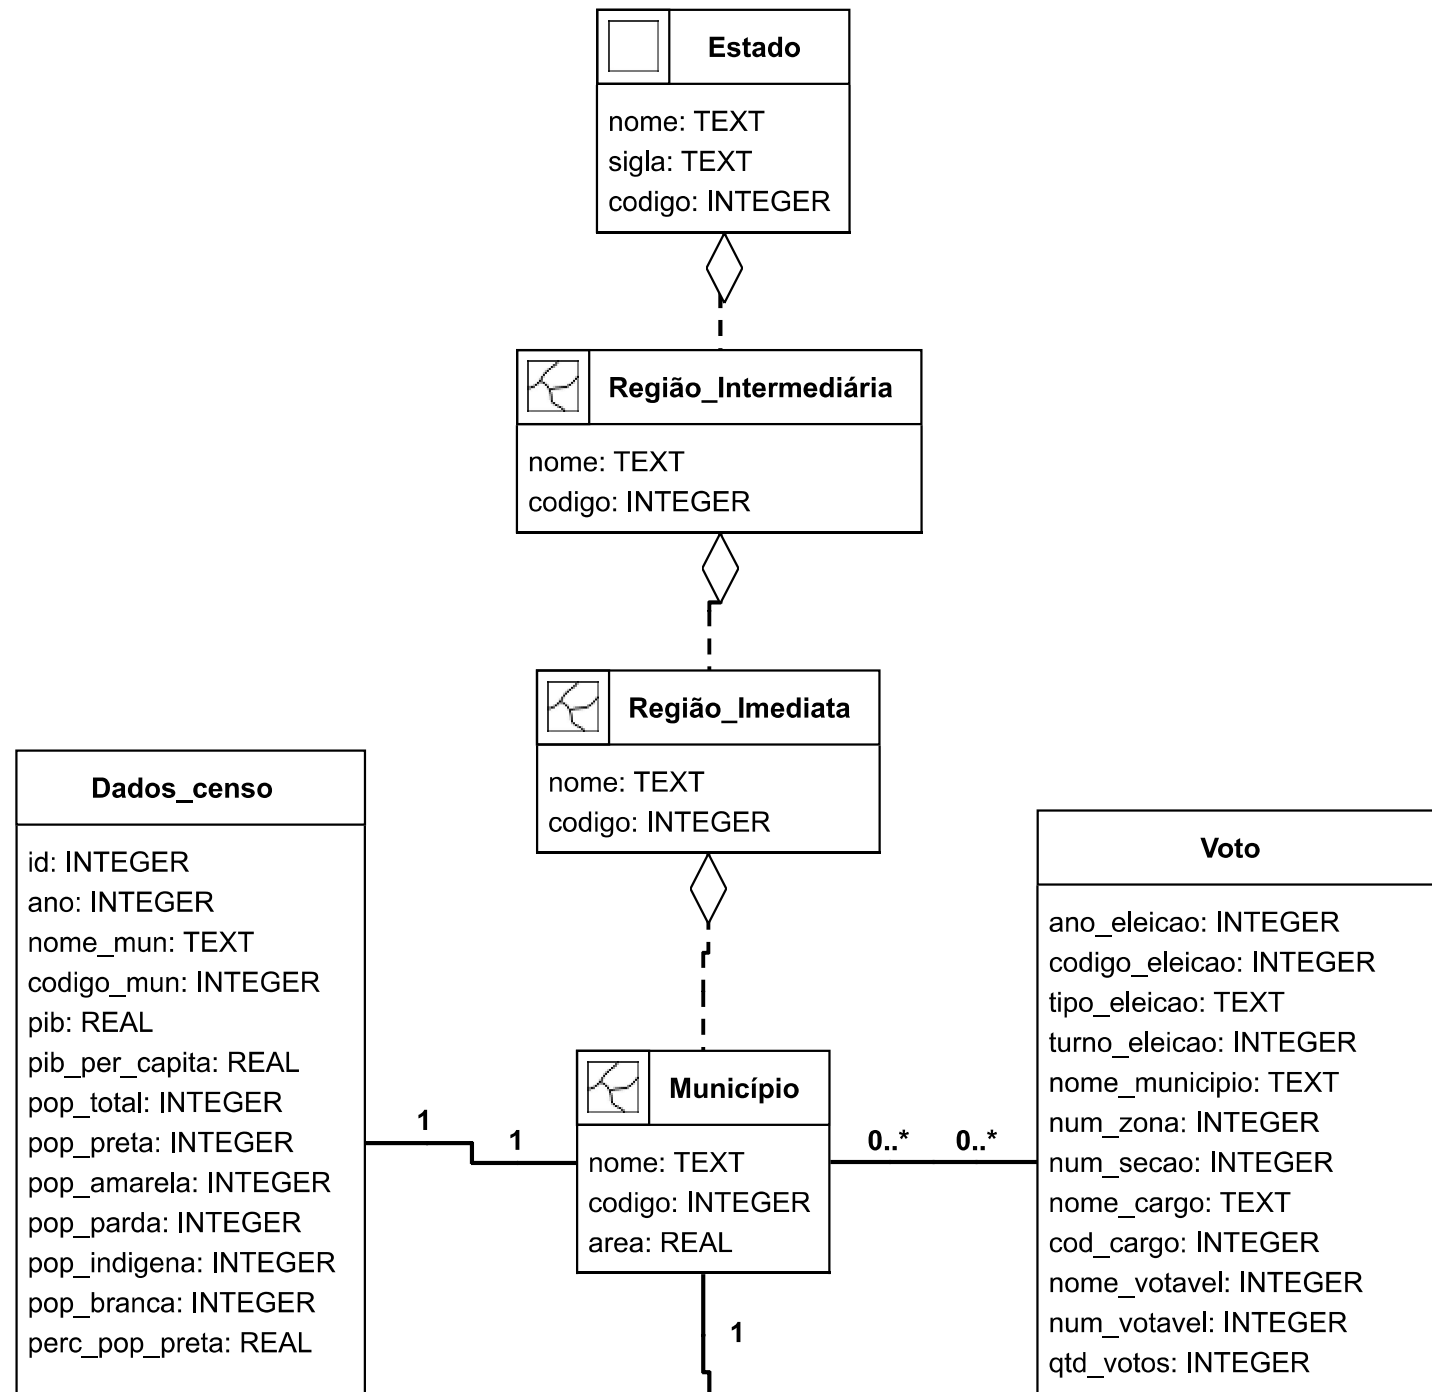 Estado
nome: TEXT
sigla: TEXT
codigo: INTEGER
Região_Intermediária
nome: TEXT
codigo: INTEGER
Região_Imediata
nome: TEXT
codigo: INTEGER
Dados_censo
id: INTEGER
ano: INTEGER
nome_mun: TEXT
codigo_mun: INTEGER
pib: REAL
pib_per_capita: REAL
pop_total: INTEGER
pop_preta: INTEGER
pop_amarela: INTEGER
pop_parda: INTEGER
pop_indigena: INTEGER
pop_branca: INTEGER
perc_pop_preta: REAL
1
1
Município
nome: TEXT
codigo: INTEGER
area: REAL
1
0..*
0..*
Voto
ano_eleicao: INTEGER
codigo_eleicao: INTEGER
tipo_eleicao: TEXT
turno_eleicao: INTEGER
nome_municipio: TEXT
num_zona: INTEGER
num_secao: INTEGER
nome_cargo: TEXT
cod_cargo: INTEGER
nome_votavel: INTEGER
num_votavel: INTEGER
qtd_votos: INTEGER